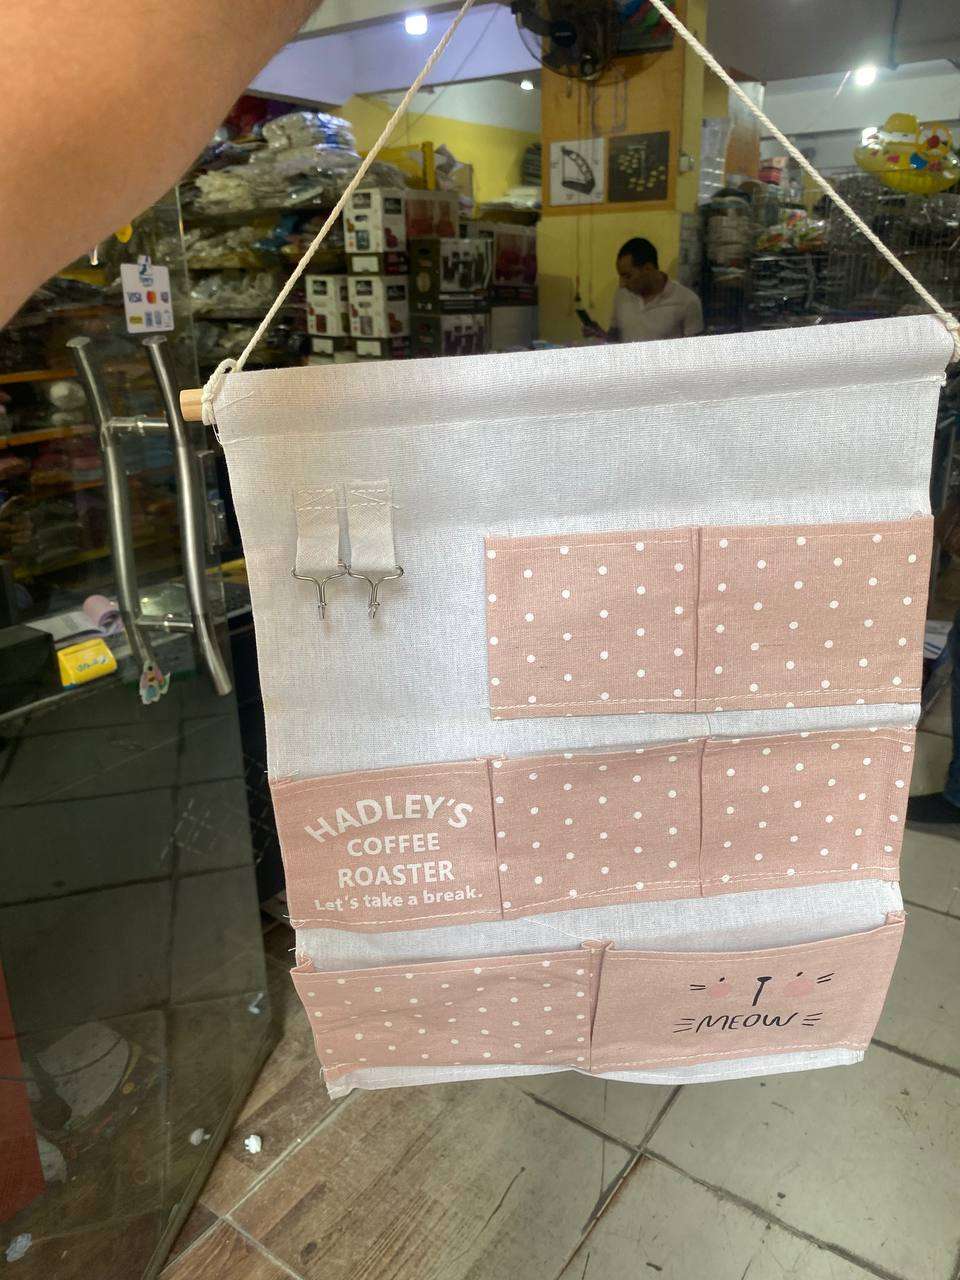 VISA
HADLEY'S
COFFEE
ROASTER
Let's take a break.
MEOW